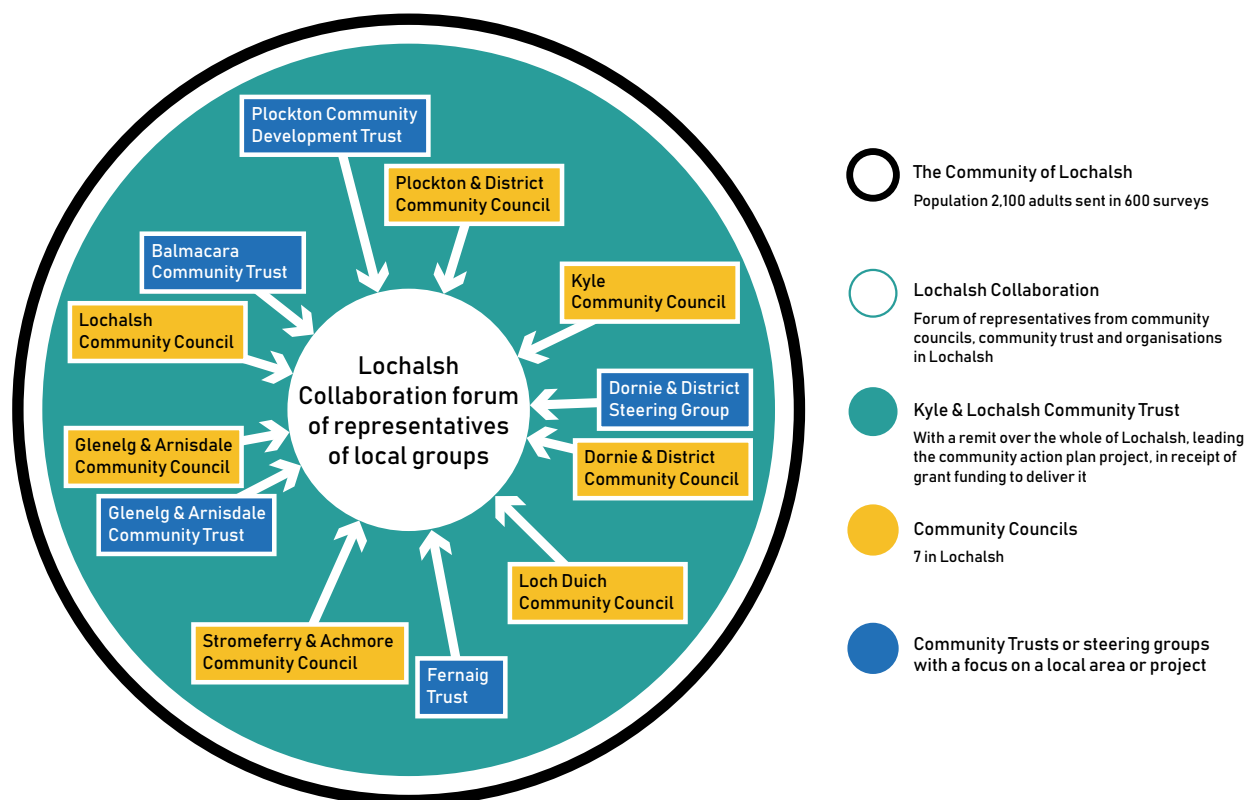 Plockton Community
Development Trust
Plockton & District
Community Council
Balmacara
Community Trust
Kyle
Community Council
Lochalsh
Community Council
Lochalsh
Collaboration forum
of representatives
of local groups
Dornie & District
Steering Group
Glenelg & Arnisdale
Community Council
Dornie & District
Community Council
Glenelg & Arnisdale
Community Trust
Loch Duich
Community Council
Stromeferry & Achmore
Community Council
Fernaig
Trust
The Community of Lochalsh
Population 2,100 adults sent in 600 surveys
Lochalsh Collaboration
Forum of representatives from community
councils, community trust and organisations
in Lochalsh
Kyle & Lochalsh Community Trust
With a remit over the whole of Lochalsh, leading
the community action plan project, in receipt of
grant funding to deliver it
Community Councils
7 in Lochalsh
Community Trusts or steering groups
with a focus on a local area or project